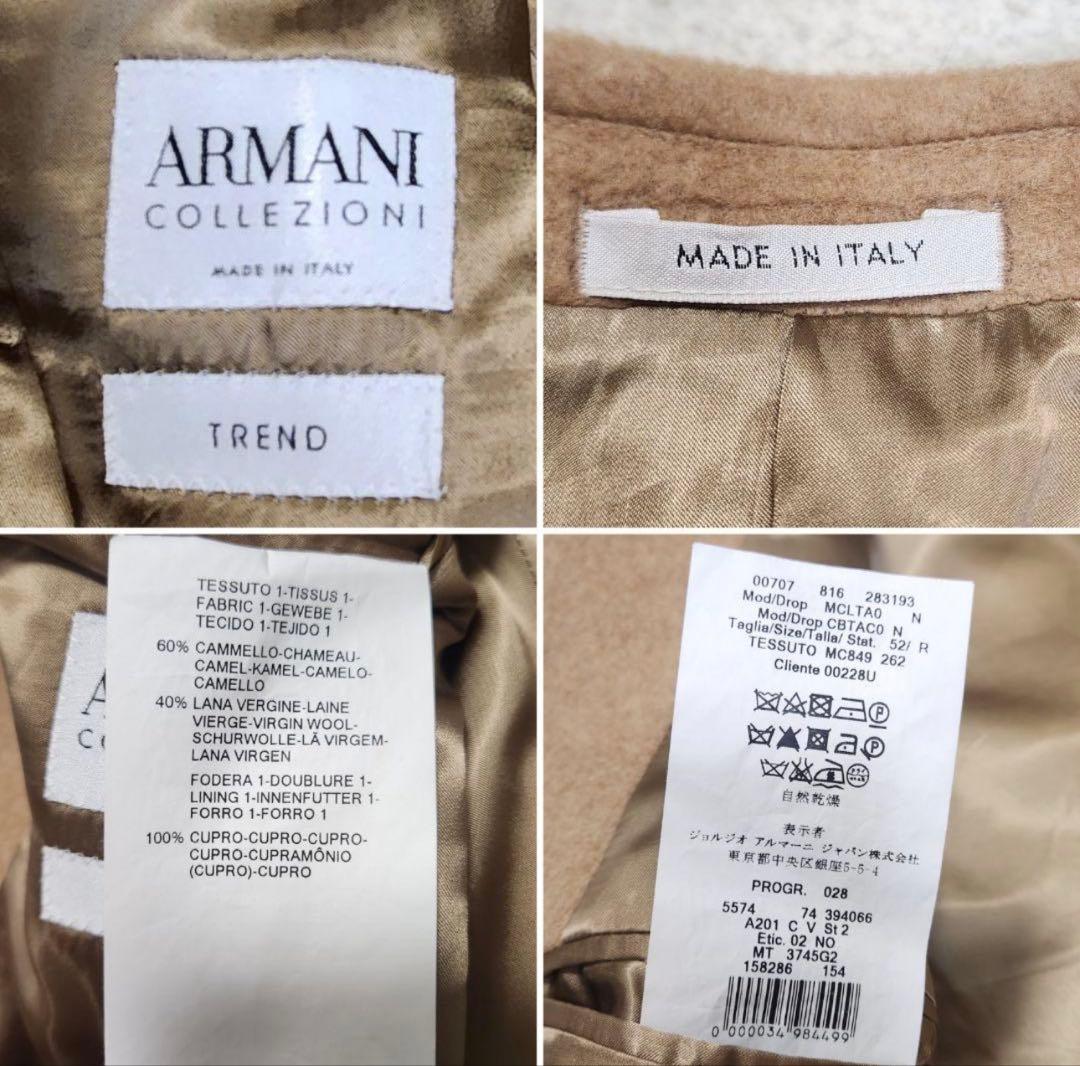 ARMANI
COLLEZIONI
MADE IN ITALY
TREND
MADE IN ITALY
TESSUTO 1-TISSUS 1-
FABRIC 1-GEWEBE 1-
TECIDO 1-TEJIDO 1
60% CAMMELLO-CHAMEAU-
CAMEL-KAMEL-CAMELO-
CAMELLO
40% LANA VERGINE-LAINE
VIERGE-VIRGIN WOOL-
SCHURWOLLE-LÃ VIRGEM-
LANA VIRGEN
FODERA 1-DOUBLURE 1-
LINING 1-INNENFUTTER 1-
FORRO 1-FORRO 1
100% CUPRO-CUPRO-CUPRO-
CUPRO-CUPRAMÔNIO
(CUPRO)-CUPRO
00707 816 283193
Mod/Drop MCLTA0 N
Mod/Drop CBTAC0 N
Taglia/Size/Talla/ Stat. 52/ R
TESSUTO MC849 262
Cliente 00228U
自然乾燥
表示者
ジョルジオ アルマーニ ジャパン株式会社
東京都中央区銀座5-5-4
PROGR. 028
5574 74 394066
A201 C V St 2
Etic. 02 NO
MT 3745G2
158286 154
0 000034 984499